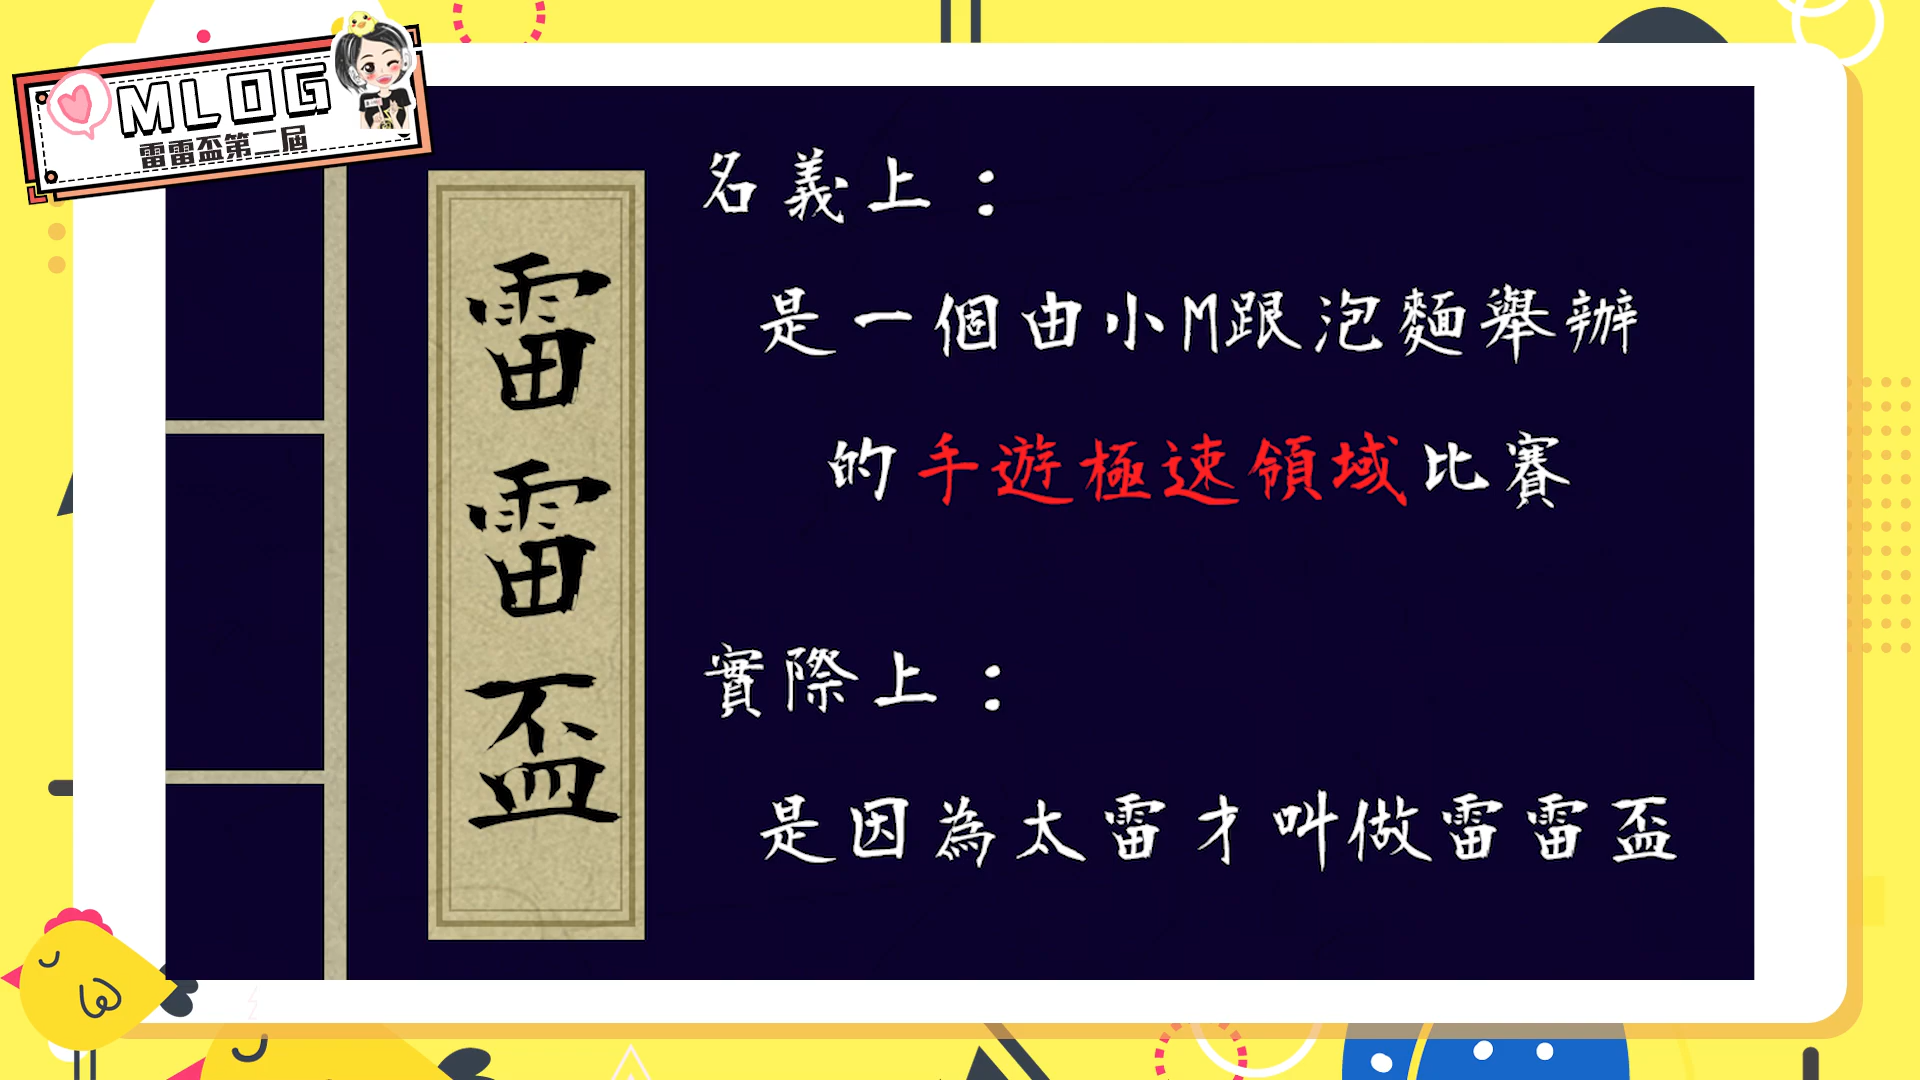 MLOG
雷雷盃第二屆
雷雷盃
名義上：
是一個由小M跟泡麵舉辦
的手遊極速領域比賽
實際上：
是因為太雷才叫做雷雷盃